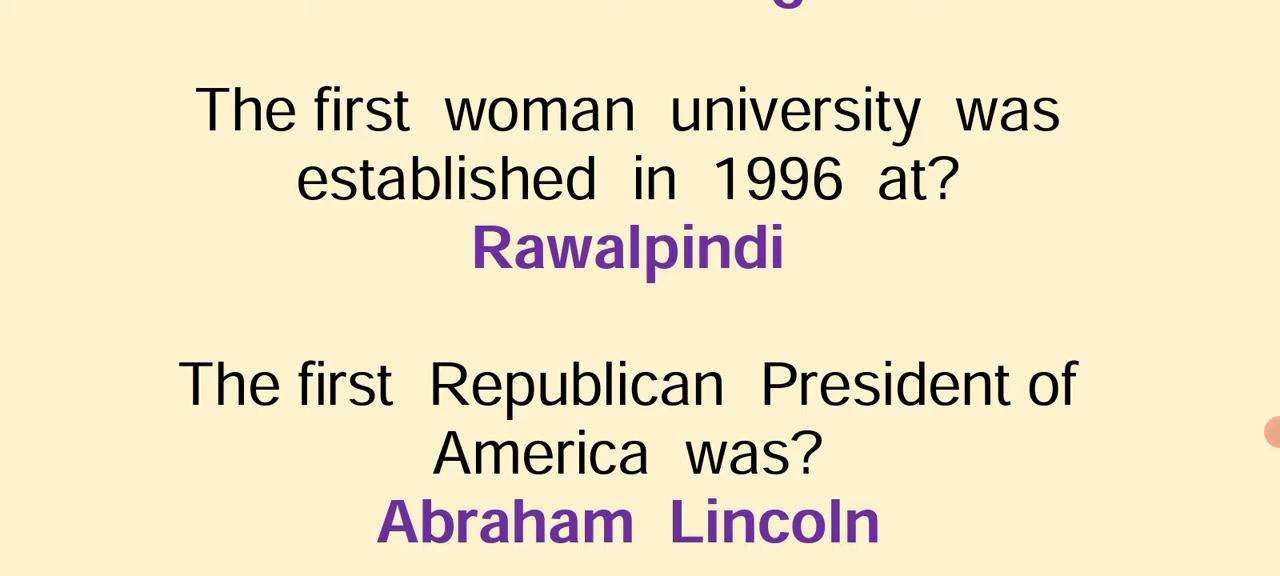 The first woman university was
established in 1996 at?
Rawalpindi
The first Republican President of
America was?
Abraham Lincoln